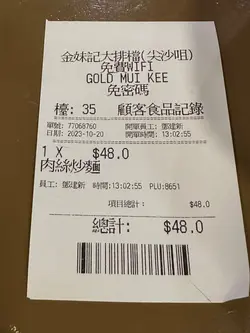 金妹記大排檔(尖沙咀)
免費WIFI
GOLD MUI KEE
免密碼
檯: 35 顧客食品記錄
單號: 77069760 開單員工: 鄧建新
日期: 2023-10-20 開單時間: 13:02:55
1 X $48.0
肉絲炒麵
員工: 鄧建新 時間:13:02:55 PLU:8651
項目總計: $48.0
總計: $48.0